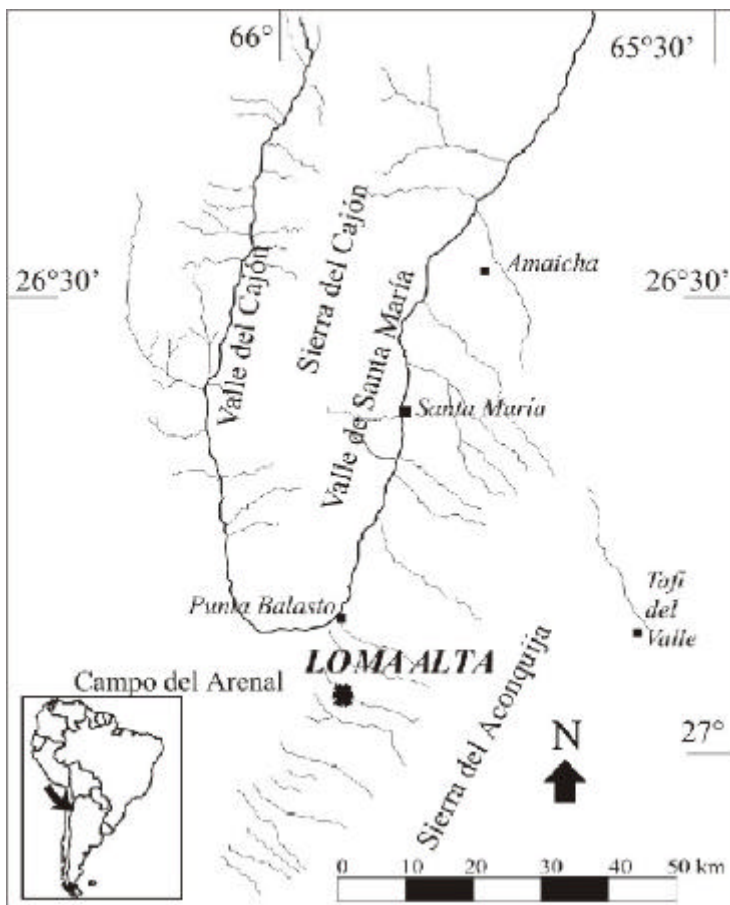 66°
65°30’
Sierra del Cajón
Valle del Cajón
Amaicha
26°30’
26°30’
Valle de Santa María
Santa María
Punta Balasto
Tafí
del
Valle
LOMA ALTA
Campo del Arenal
Sierra del Aconquija
N
27°
0 10 20 30 40 50 km